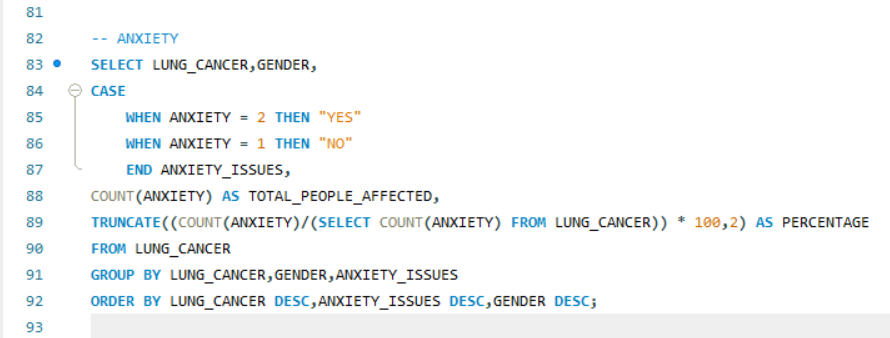 81
82 -- ANXIETY
83 SELECT LUNG_CANCER,GENDER,
84 CASE
85 WHEN ANXIETY = 2 THEN "YES"
86 WHEN ANXIETY = 1 THEN "NO"
87 END ANXIETY_ISSUES,
88 COUNT(ANXIETY) AS TOTAL_PEOPLE_AFFECTED,
89 TRUNCATE((COUNT(ANXIETY)/(SELECT COUNT(ANXIETY) FROM LUNG_CANCER)) * 100,2) AS PERCENTAGE
90 FROM LUNG_CANCER
91 GROUP BY LUNG_CANCER,GENDER,ANXIETY_ISSUES
92 ORDER BY LUNG_CANCER DESC,ANXIETY_ISSUES DESC,GENDER DESC;
93